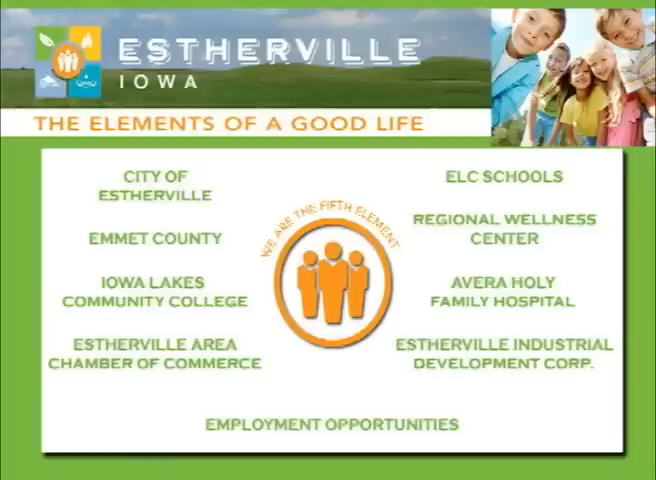 ESTHERVILLE
IOWA
THE ELEMENTS OF A GOOD LIFE
CITY OF
ESTHERVILLE
EMMET COUNTY
IOWA LAKES
COMMUNITY COLLEGE
ESTHERVILLE AREA
CHAMBER OF COMMERCE
WE ARE THE FIFTH ELEMENT
ELC SCHOOLS
REGIONAL WELLNESS
CENTER
AVERA HOLY
FAMILY HOSPITAL
ESTHERVILLE INDUSTRIAL
DEVELOPMENT CORP.
EMPLOYMENT OPPORTUNITIES